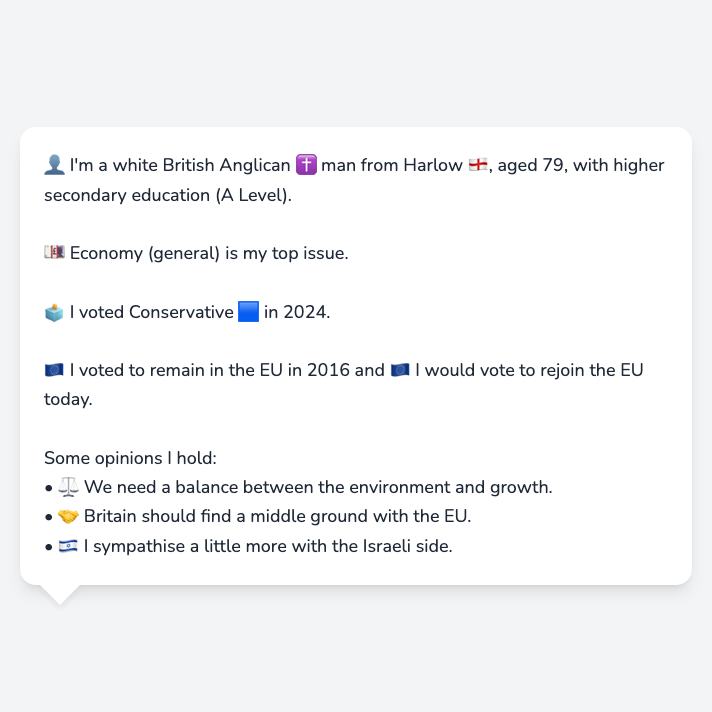 👤 I'm a white British Anglican ✝️ man from Harlow 🏴󠁧󠁢󠁥󠁮󠁧󠁿, aged 79, with higher
secondary education (A Level).
💷 Economy (general) is my top issue.
🗳️ I voted Conservative 🟦 in 2024.
🇪🇺 I voted to remain in the EU in 2016 and 🇪🇺 I would vote to rejoin the EU
today.
Some opinions I hold:
• ⚖️ We need a balance between the environment and growth.
• 🤝 Britain should find a middle ground with the EU.
• 🇮🇱 I sympathise a little more with the Israeli side.